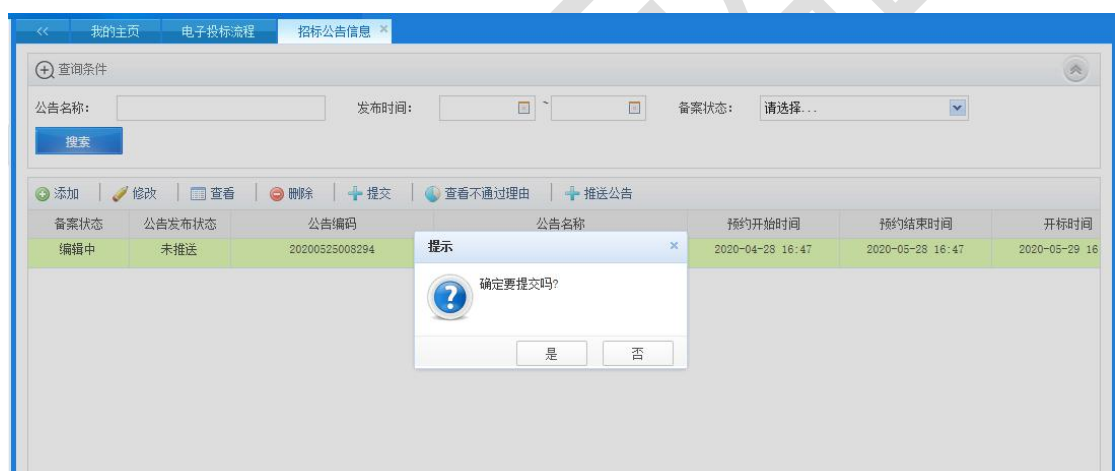 << 我的主页 电子投标流程 招标公告信息 ×
查询条件
公告名称： 发布时间： ~ 备案状态： 请选择...
搜索
添加 修改 查看 删除 提交 查看不通过理由 推送公告
备案状态 公告发布状态 公告编码 公告名称 预约开始时间 预约结束时间 开标时间
编辑中 未推送 20200525008294 2020-04-28 16:47 2020-05-28 16:47 2020-05-29 16
提示 ×
确定要提交吗?
是 否